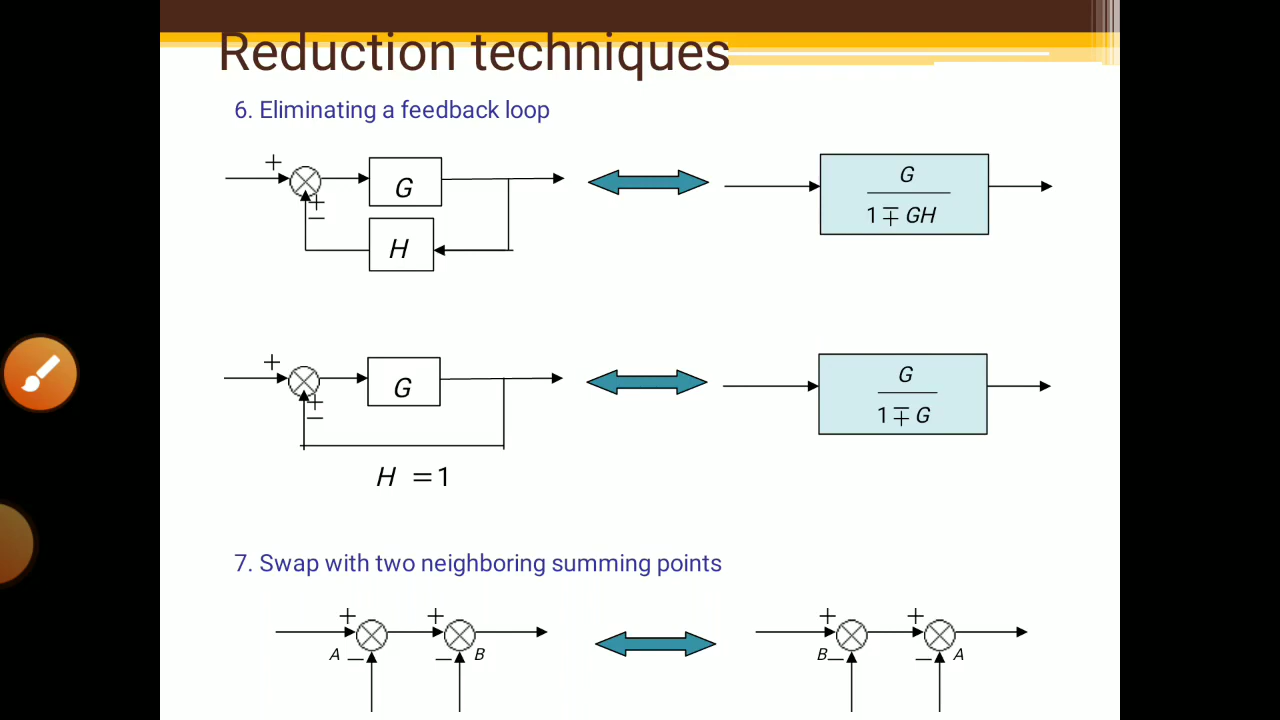 Reduction techniques
6. Eliminating a feedback loop
+
G
+
−
H
G
1 ∓ GH
+
G
+
−
H = 1
G
1 ∓ G
7. Swap with two neighboring summing points
+ + + +
A − − B B − − A